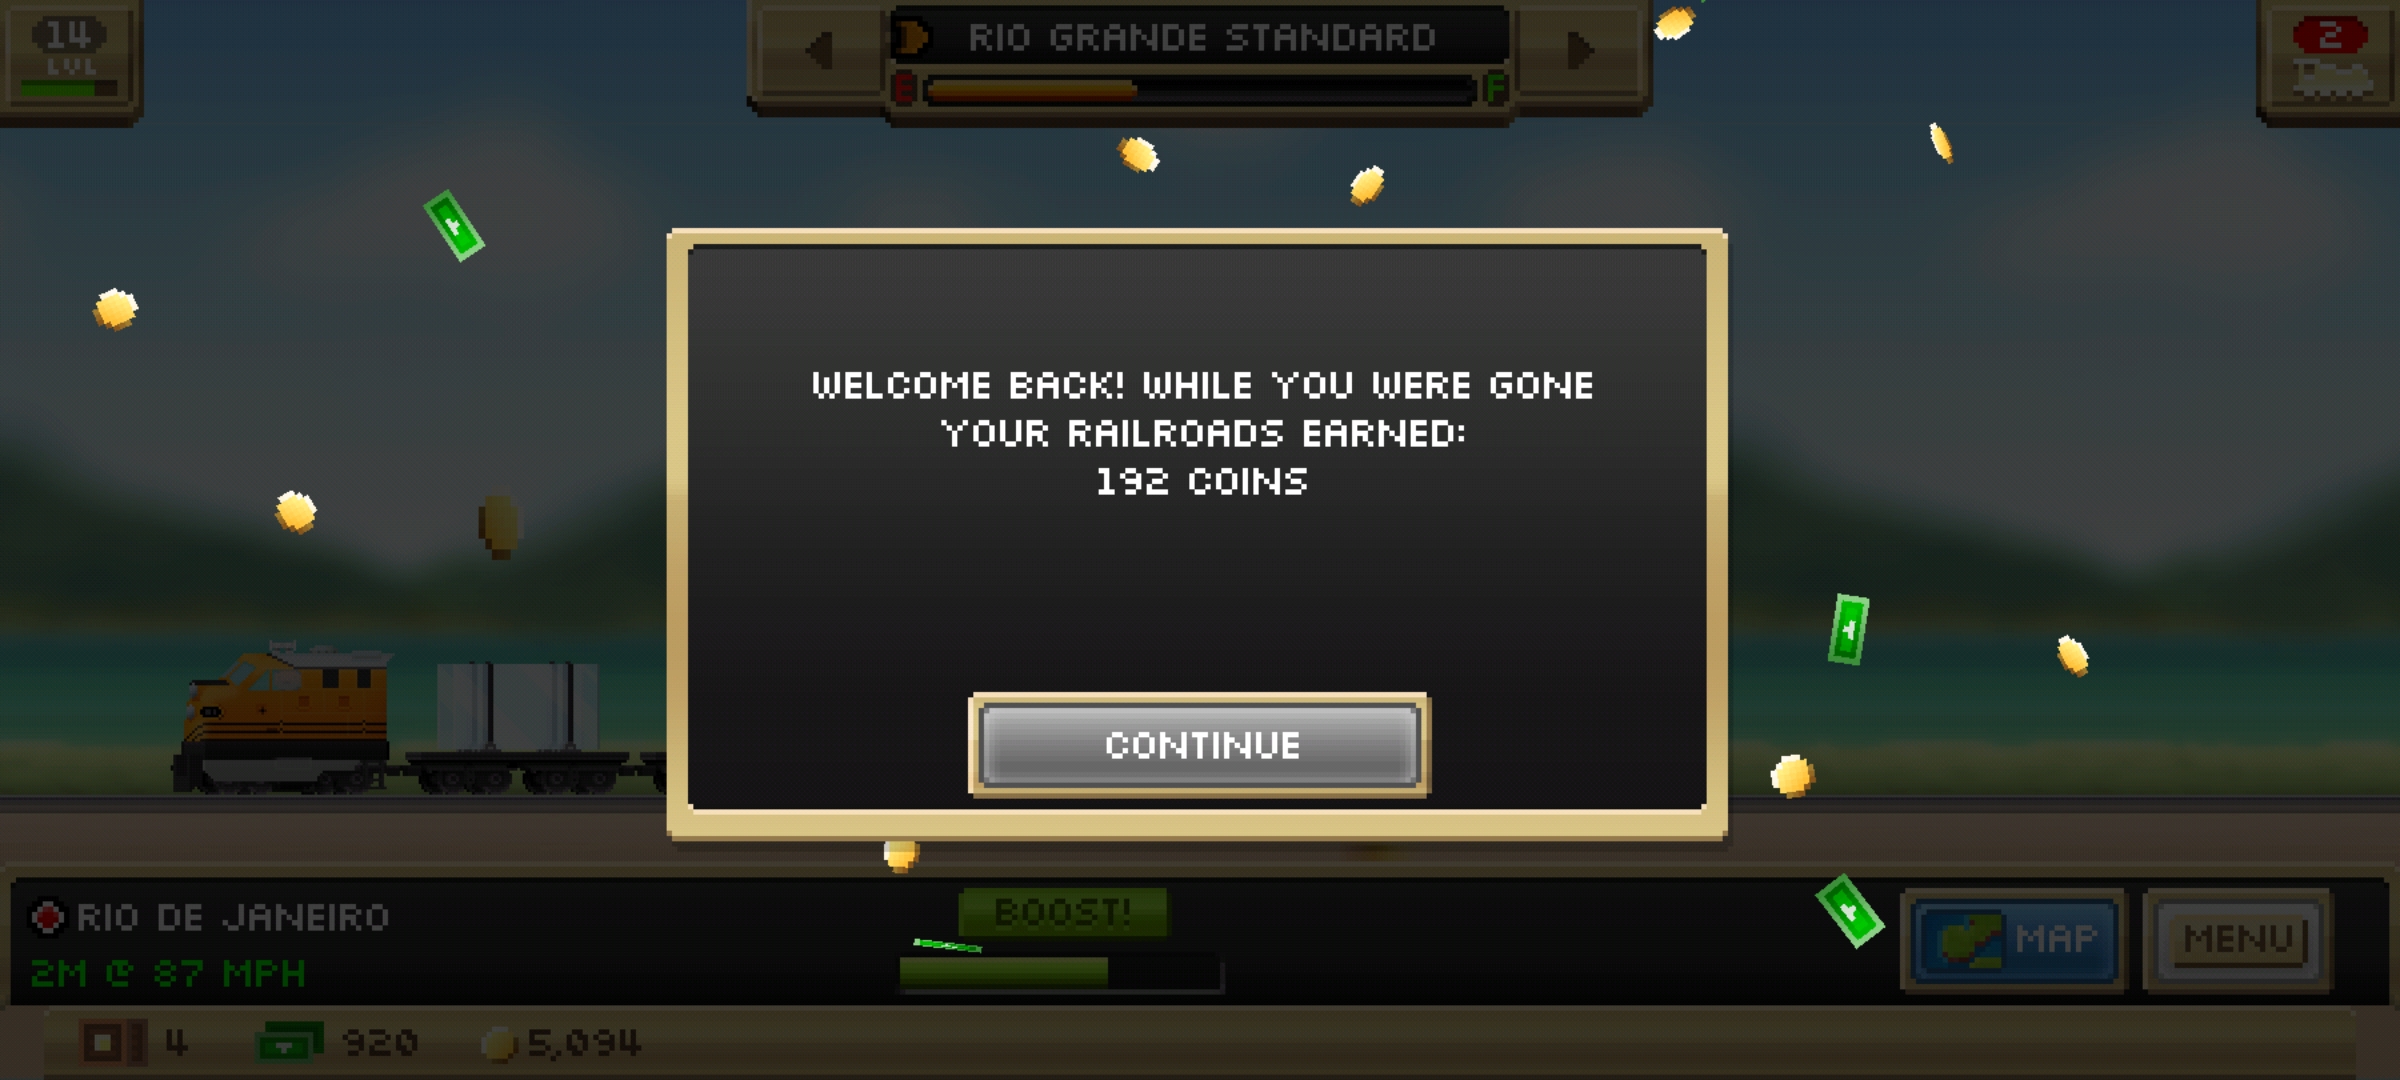 14
LVL
RIO GRANDE STANDARD
E
F
2
WELCOME BACK! WHILE YOU WERE GONE
YOUR RAILROADS EARNED:
192 COINS
CONTINUE
RIO DE JANEIRO
2M @ 87 MPH
BOOST!
MAP
MENU
4
920
5,094